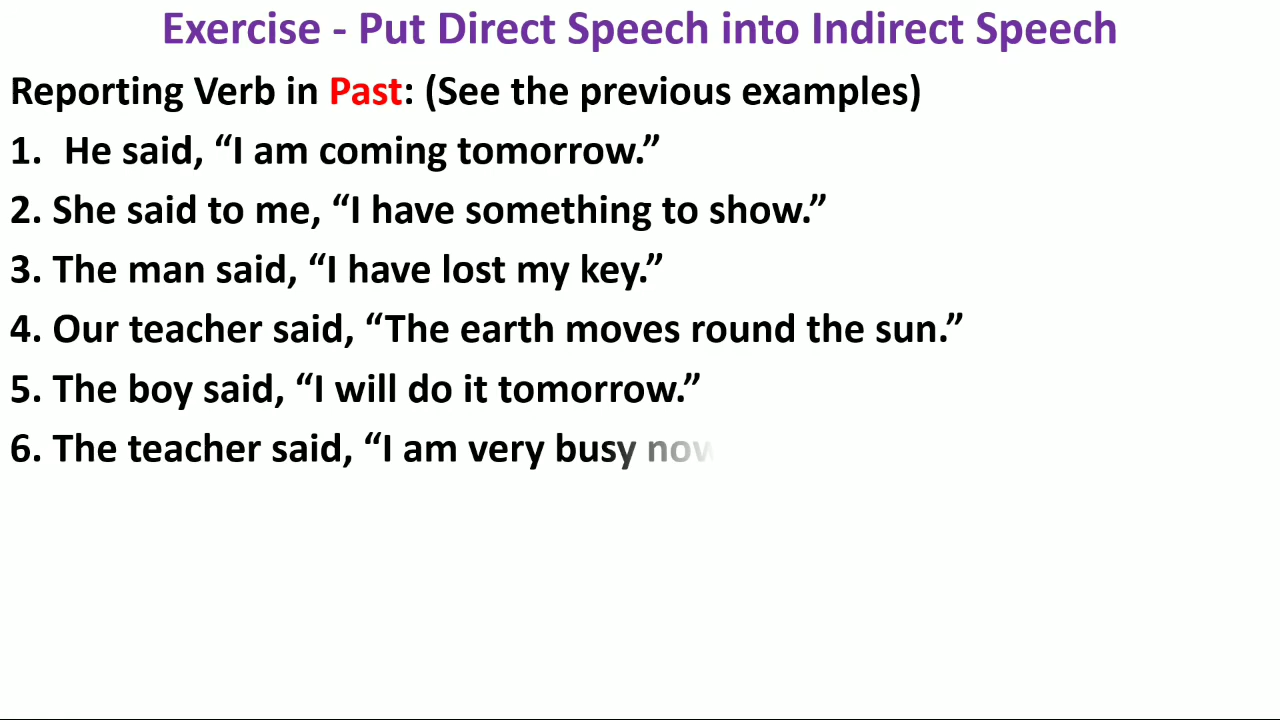 Exercise - Put Direct Speech into Indirect Speech
Reporting Verb in Past: (See the previous examples)
1. He said, “I am coming tomorrow.”
2. She said to me, “I have something to show.”
3. The man said, “I have lost my key.”
4. Our teacher said, “The earth moves round the sun.”
5. The boy said, “I will do it tomorrow.”
6. The teacher said, “I am very busy now